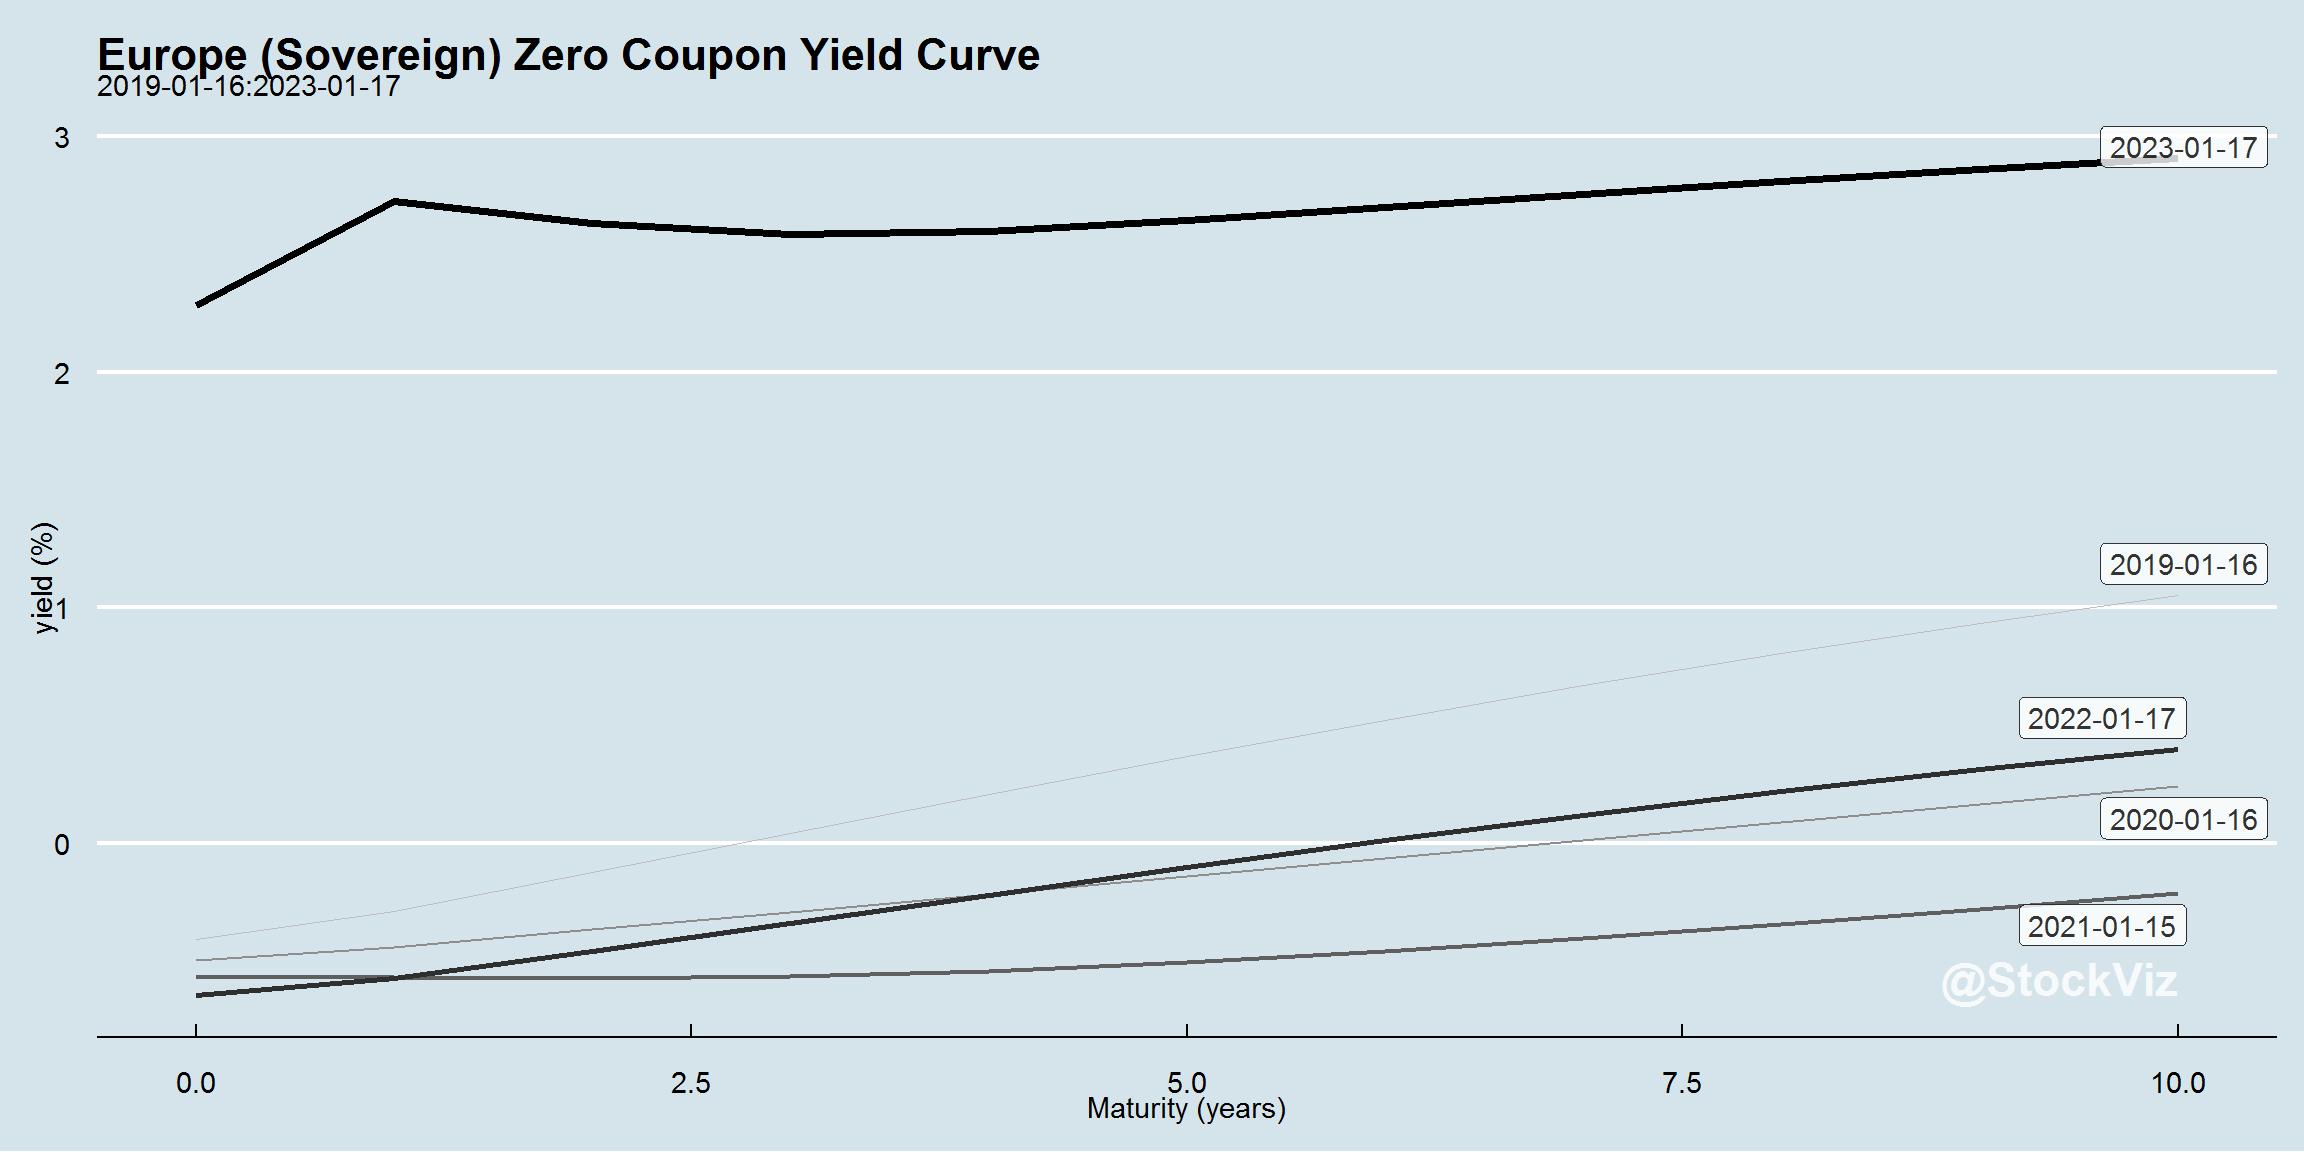 Europe (Sovereign) Zero Coupon Yield Curve
2019-01-16:2023-01-17
3
2
1
0
yield (%)
2023-01-17
2019-01-16
2022-01-17
2020-01-16
2021-01-15
@StockViz
0.0 2.5 5.0 7.5 10.0
Maturity (years)